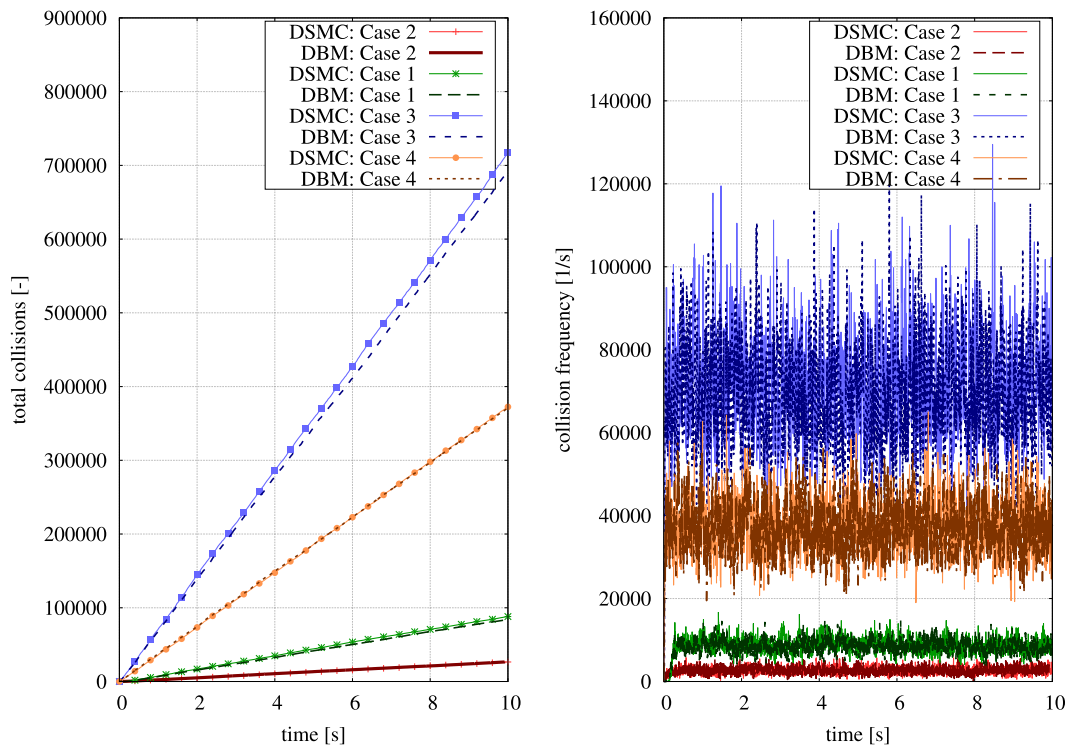 900000
800000
700000
600000
500000
400000
300000
200000
100000
0
total collisions [-]
DSMC: Case 2
DBM: Case 2
DSMC: Case 1
DBM: Case 1
DSMC: Case 3
DBM: Case 3
DSMC: Case 4
DBM: Case 4
0 2 4 6 8 10
time [s]
160000
140000
120000
100000
80000
60000
40000
20000
0
collision frequency [1/s]
DSMC: Case 2
DBM: Case 2
DSMC: Case 1
DBM: Case 1
DSMC: Case 3
DBM: Case 3
DSMC: Case 4
DBM: Case 4
0 2 4 6 8 10
time [s]